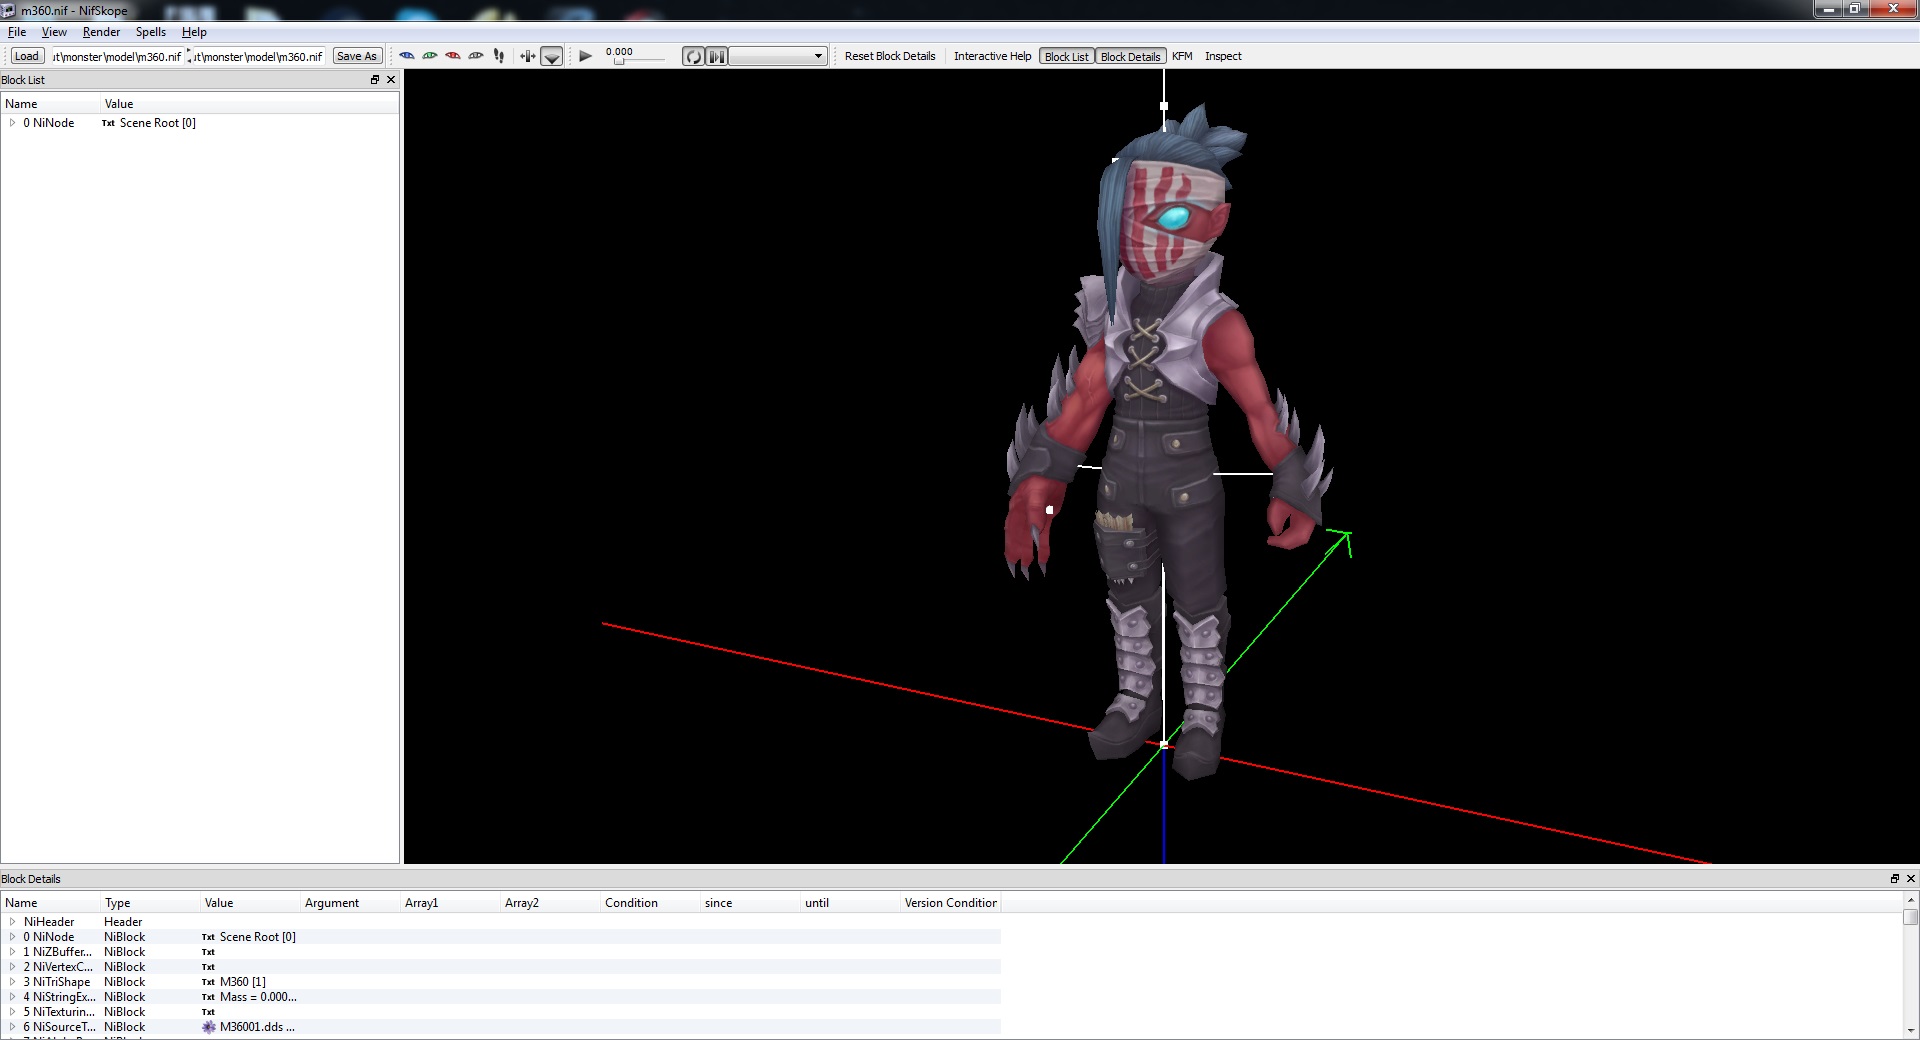 m360.nif - NifSkope
File View Render Spells Help
Load ut\monster\model\m360.nif ut\monster\model\m360.nif Save As 0.000 Reset Block Details Interactive Help Block List Block Details KFM Inspect
Block List
Name Value
0 NiNode Txt Scene Root [0]
Block Details
Name Type Value Argument Array1 Array2 Condition since until Version Condition
NiHeader Header
0 NiNode NiBlock Txt Scene Root [0]
1 NiZBuffer... NiBlock Txt
2 NiVertexC... NiBlock Txt
3 NiTriShape NiBlock Txt M360 [1]
4 NiStringEx... NiBlock Txt Mass = 0.000...
5 NiTexturin... NiBlock Txt
6 NiSourceT... NiBlock M36001.dds ...